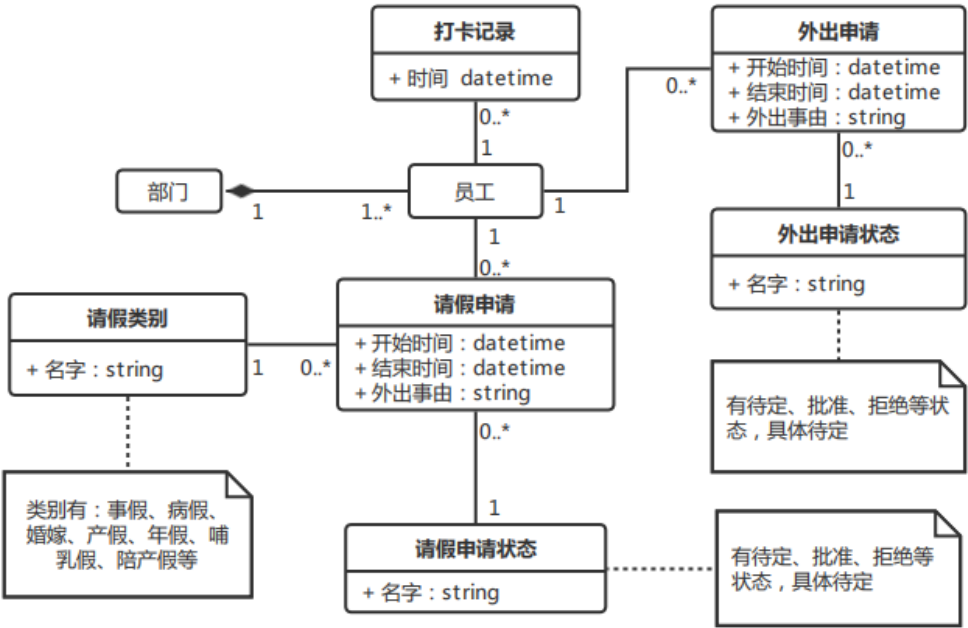 打卡记录
+ 时间 datetime
外出申请
+ 开始时间：datetime
+ 结束时间：datetime
+ 外出事由：string
0..*
0..*
1
0..*
部门
员工
1
1..*
1
1
1
外出申请状态
+ 名字：string
0..*
请假类别
+ 名字：string
请假申请
+ 开始时间：datetime
+ 结束时间：datetime
+ 外出事由：string
1
0..*
有待定、批准、拒绝等状
态，具体待定
0..*
类别有：事假、病假、
婚嫁、产假、年假、哺
乳假、陪产假等
1
请假申请状态
+ 名字：string
有待定、批准、拒绝等
状态，具体待定